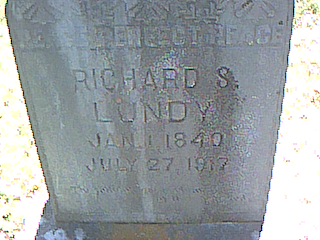 PERFECT PEACE
RICHARD S.
LUNDY
JAN. 1. 1840
JULY 27, 1917